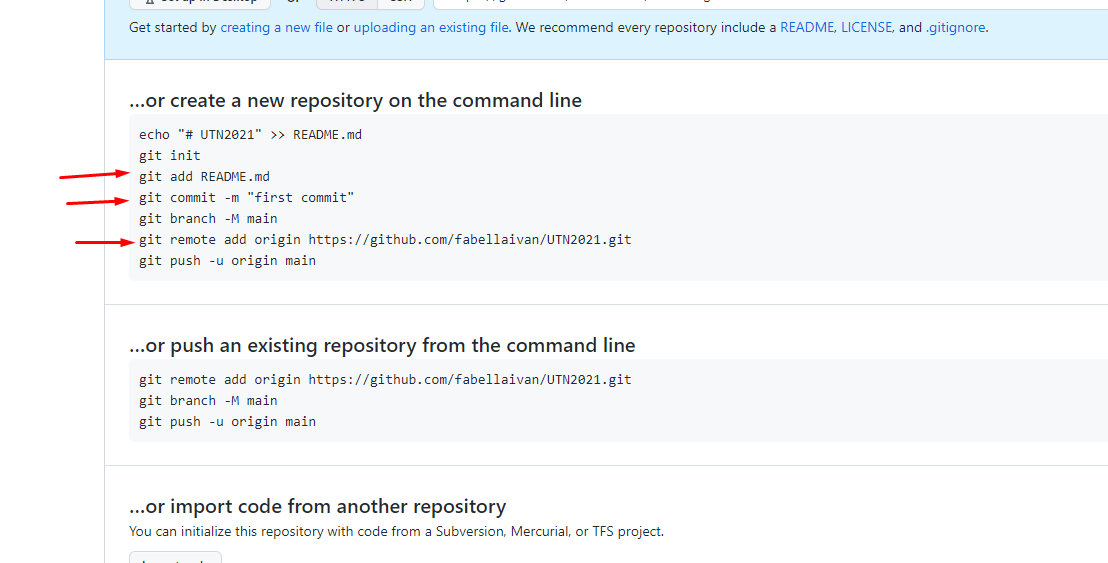 or
Get started by creating a new file or uploading an existing file. We recommend every repository include a README, LICENSE, and .gitignore.
…or create a new repository on the command line
echo "# UTN2021" >> README.md
git init
git add README.md
git commit -m "first commit"
git branch -M main
git remote add origin https://github.com/fabellaivan/UTN2021.git
git push -u origin main
…or push an existing repository from the command line
git remote add origin https://github.com/fabellaivan/UTN2021.git
git branch -M main
git push -u origin main
…or import code from another repository
You can initialize this repository with code from a Subversion, Mercurial, or TFS project.